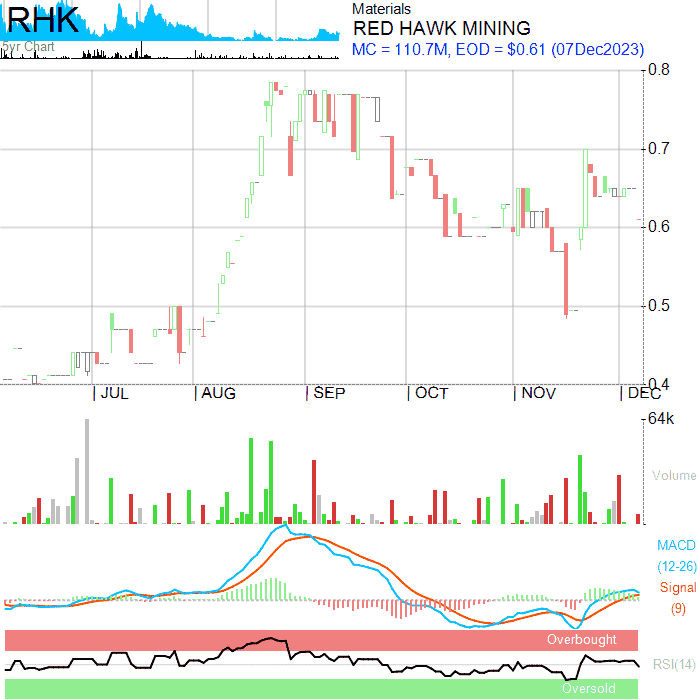 RHK
5yr Chart
Materials
RED HAWK MINING
MC = 110.7M, EOD = $0.61 (07Dec2023)
0.8
0.7
0.6
0.5
0.4
JUL AUG SEP OCT NOV DEC
64k
Volume
MACD
(12-26)
Signal
(9)
Overbought
RSI(14)
Oversold